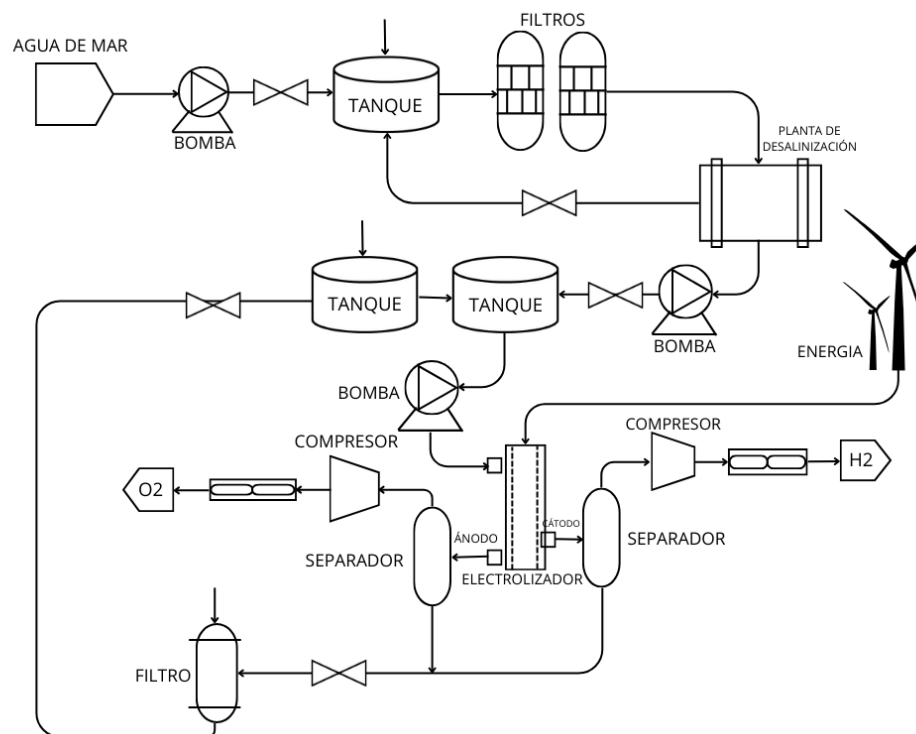 FILTROS
AGUA DE MAR
TANQUE
BOMBA
PLANTA DE
DESALINIZACIÓN
TANQUE
TANQUE
BOMBA
ENERGIA
BOMBA
COMPRESOR
COMPRESOR
O2
H2
CÁTODO
ÁNODO
SEPARADOR
SEPARADOR
ELECTROLIZADOR
FILTRO